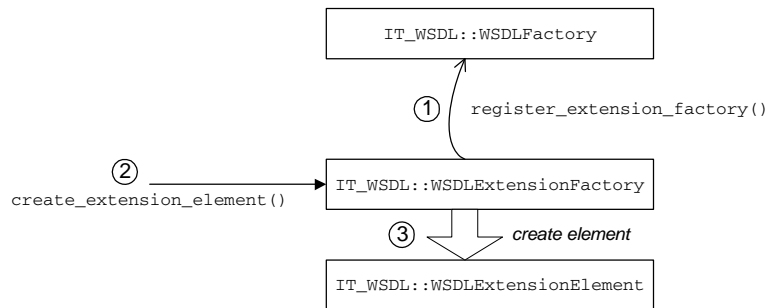 IT_WSDL::WSDLFactory
1
register_extension_factory()
2
create_extension_element()
IT_WSDL::WSDLExtensionFactory
3
create element
IT_WSDL::WSDLExtensionElement